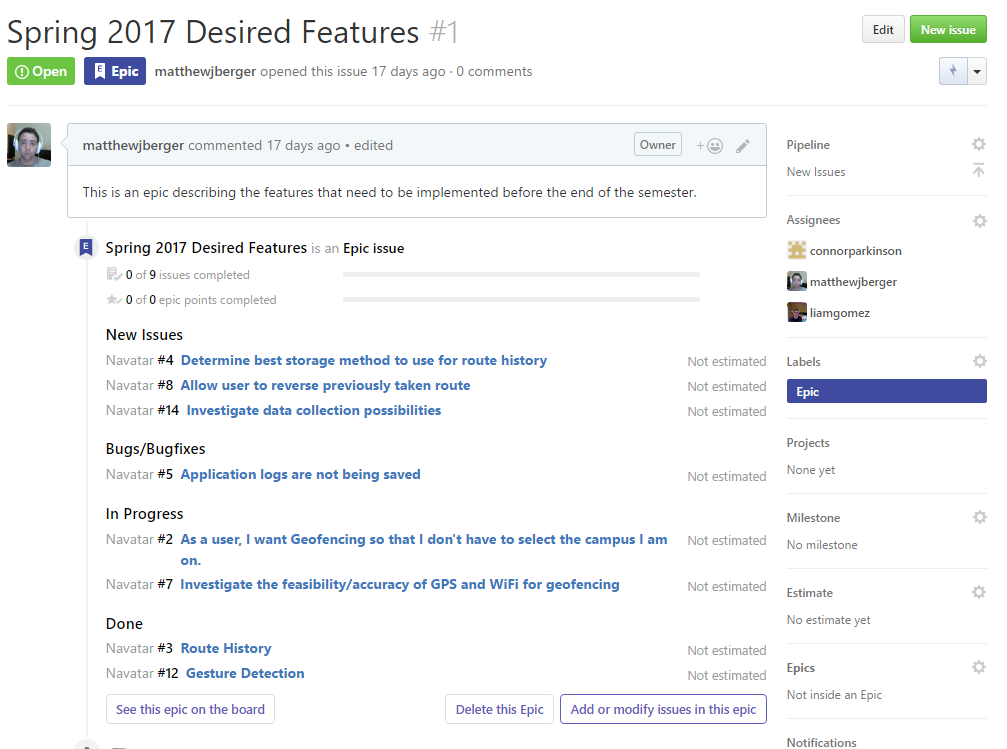 Spring 2017 Desired Features #1
Edit
New issue
Open
Epic
matthewjberger opened this issue 17 days ago · 0 comments
matthewjberger commented 17 days ago • edited
Owner
+
This is an epic describing the features that need to be implemented before the end of the semester.
E Spring 2017 Desired Features is an Epic issue
0 of 9 issues completed
0 of 0 epic points completed
New Issues
Navatar #4 Determine best storage method to use for route history Not estimated
Navatar #8 Allow user to reverse previously taken route Not estimated
Navatar #14 Investigate data collection possibilities Not estimated
Bugs/Bugfixes
Navatar #5 Application logs are not being saved Not estimated
In Progress
Navatar #2 As a user, I want Geofencing so that I don't have to select the campus I am Not estimated
on.
Navatar #7 Investigate the feasibility/accuracy of GPS and WiFi for geofencing Not estimated
Done
Navatar #3 Route History Not estimated
Navatar #12 Gesture Detection Not estimated
See this epic on the board
Delete this Epic
Add or modify issues in this epic
Pipeline
New Issues
Assignees
connorparkinson
matthewjberger
liamgomez
Labels
Epic
Projects
None yet
Milestone
No milestone
Estimate
No estimate yet
Epics
Not inside an Epic
Notifications